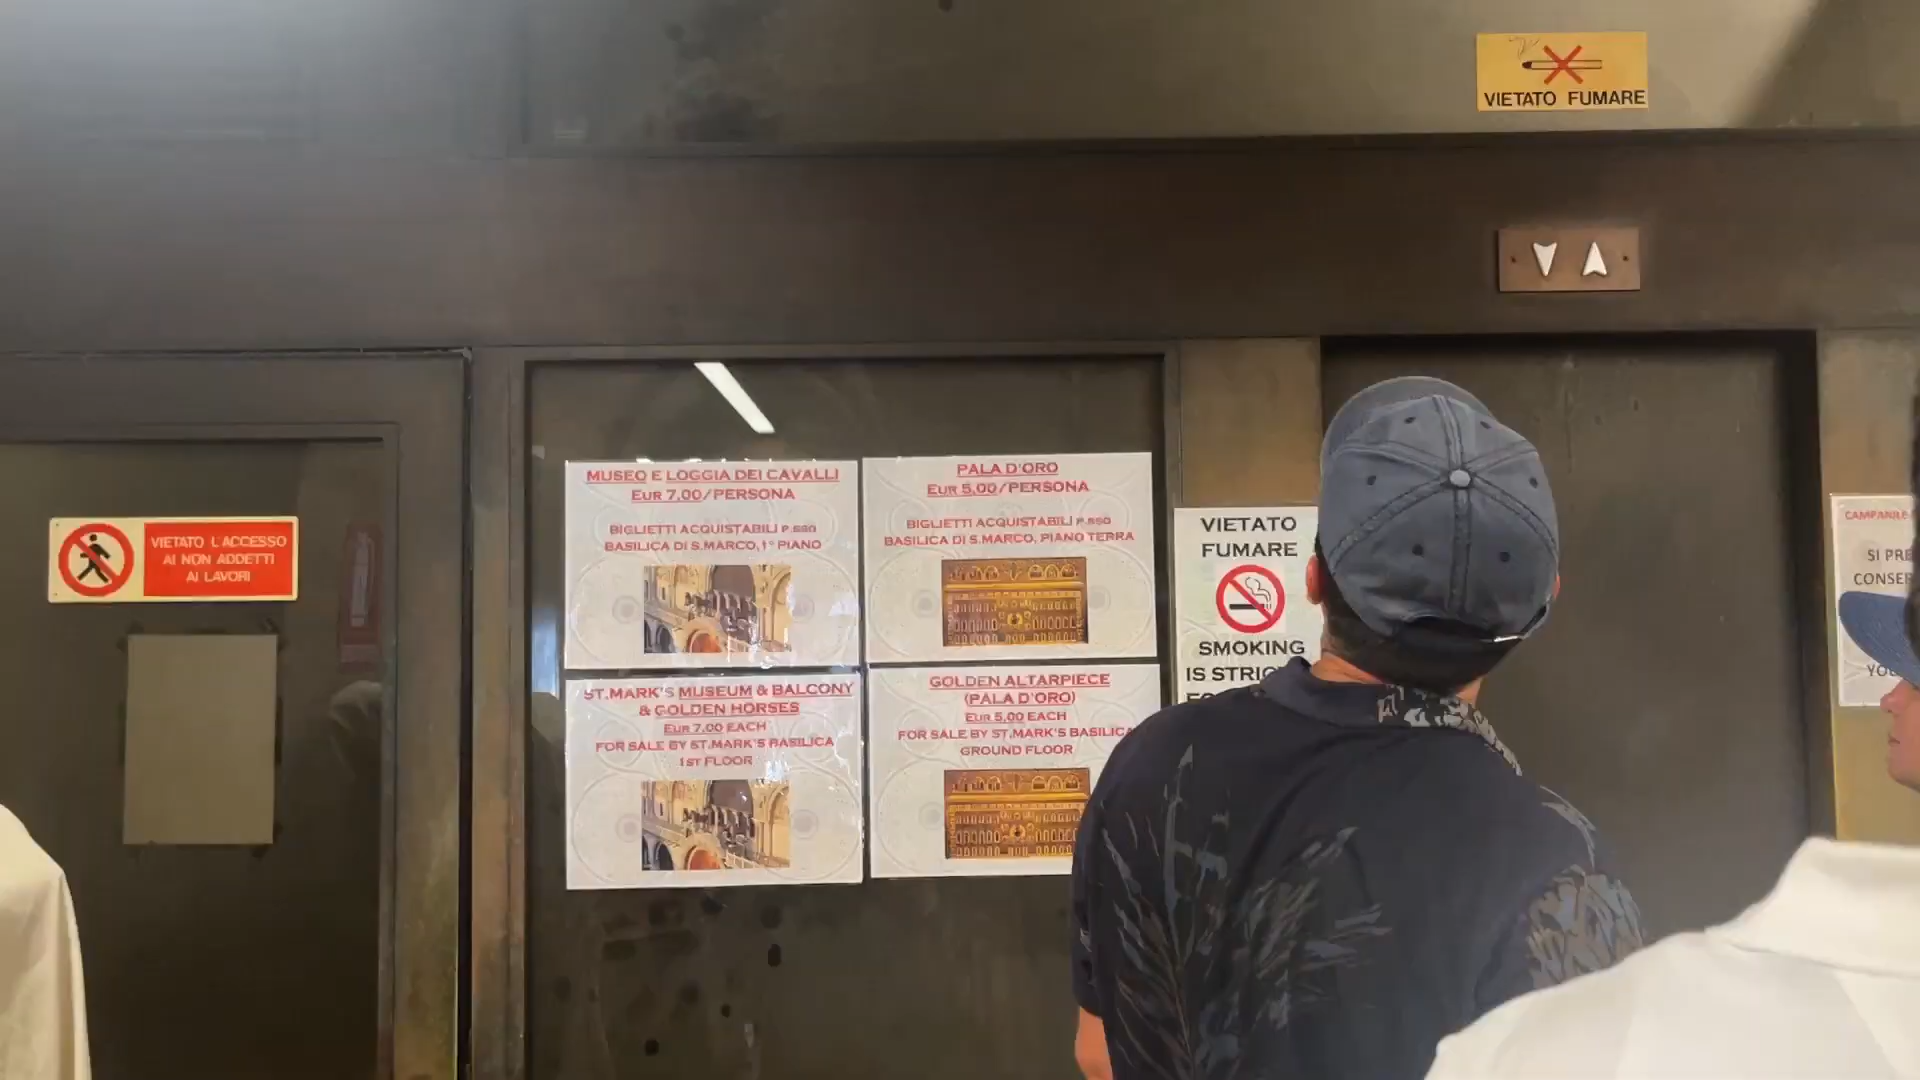 VIETATO FUMARE
VIETATO L'ACCESSO
AI NON ADDETTI
AI LAVORI
MUSEO E LOGGIA DEI CAVALLI
EUR 7,00/PERSONA
BIGLIETTI ACQUISTABILI
BASILICA DI S.MARCO, 1° PIANO
PALA D'ORO
EUR 5,00/PERSONA
BIGLIETTI ACQUISTABILI
BASILICA DI S.MARCO, PIANO TERRA
ST.MARK'S MUSEUM & BALCONY
& GOLDEN HORSES
EUR 7,00 EACH
FOR SALE BY ST.MARK'S BASILICA
1ST FLOOR
GOLDEN ALTARPIECE
(PALA D'ORO)
EUR 5,00 EACH
FOR SALE BY ST.MARK'S BASILICA
GROUND FLOOR
VIETATO
FUMARE
SMOKING
IS
CAMPANILE
SI